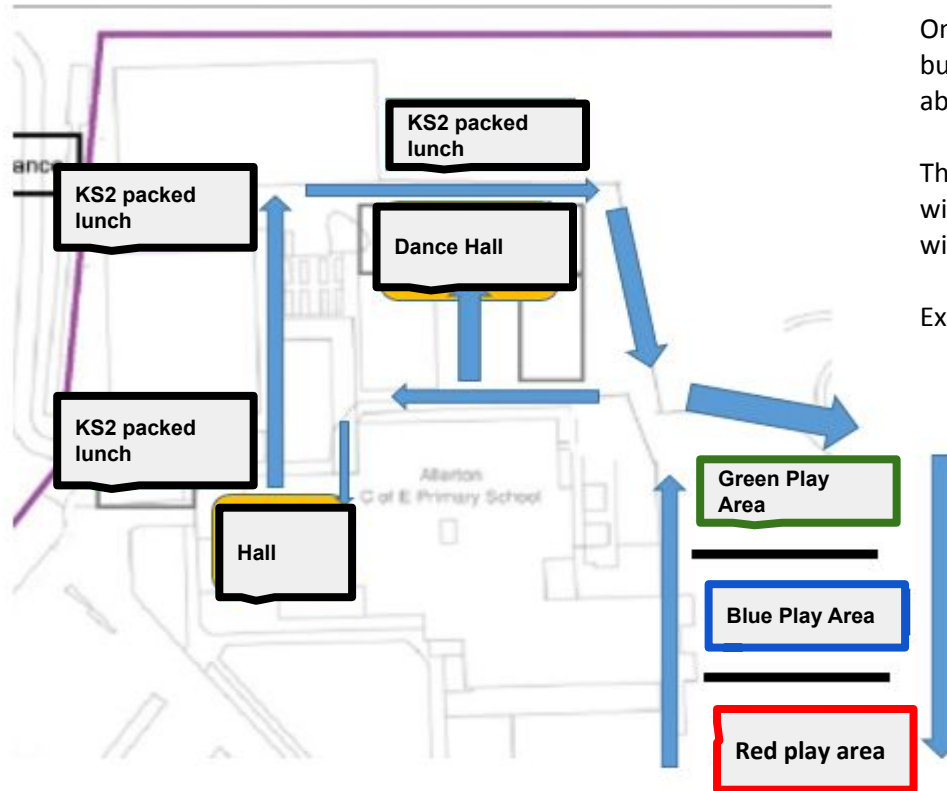 KS2 packed
lunch
KS2 packed
lunch
Dance Hall
KS2 packed
lunch
Allerton
C of E Primary School
Hall
Green Play
Area
Blue Play Area
Red play area